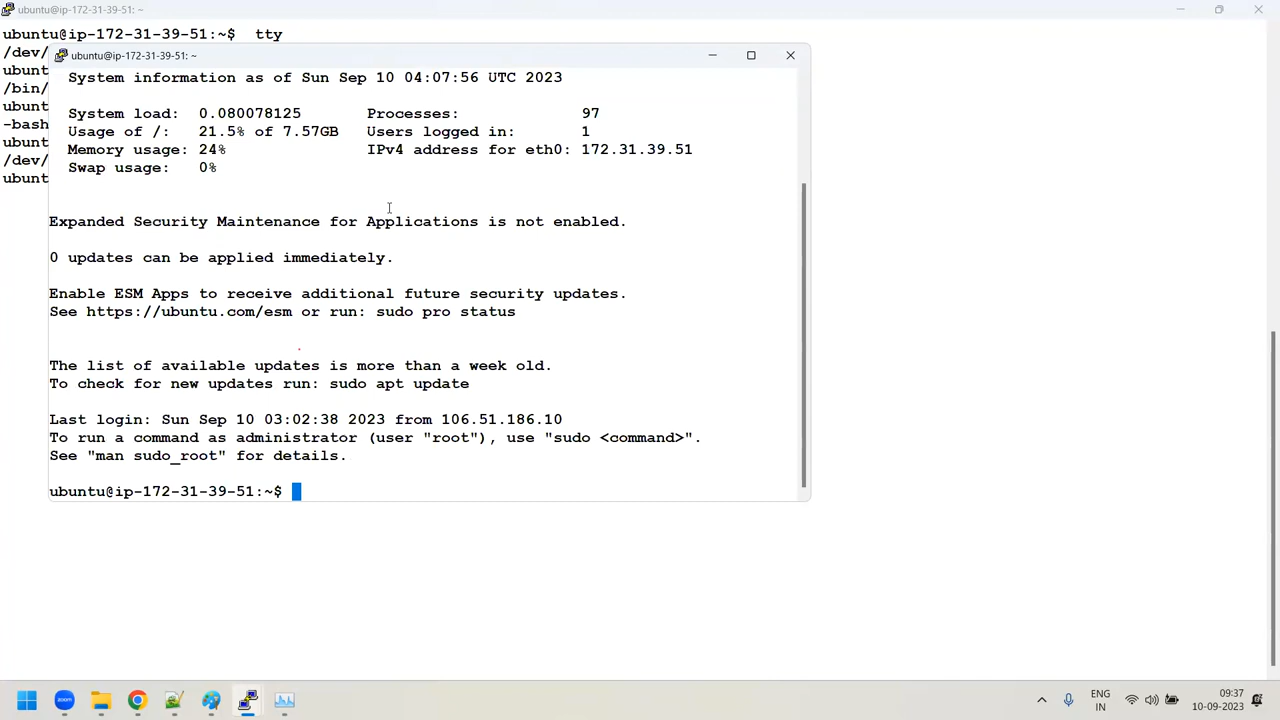 ubuntu@ip-172-31-39-51: ~
ubuntu@ip-172-31-39-51:~$  tty
/dev/
ubunt
/bin/
ubunt
-bash
ubunt
/dev/
ubunt
ubuntu@ip-172-31-39-51: ~
System information as of Sun Sep 10 04:07:56 UTC 2023
System load:  0.080078125       Processes:             97
Usage of /:   21.5% of 7.57GB   Users logged in:       1
Memory usage: 24%               IPv4 address for eth0: 172.31.39.51
Swap usage:   0%
Expanded Security Maintenance for Applications is not enabled.
0 updates can be applied immediately.
Enable ESM Apps to receive additional future security updates.
See https://ubuntu.com/esm or run: sudo pro status
The list of available updates is more than a week old.
To check for new updates run: sudo apt update
Last login: Sun Sep 10 03:02:38 2023 from 106.51.186.10
To run a command as administrator (user "root"), use "sudo <command>".
See "man sudo_root" for details.
ubuntu@ip-172-31-39-51:~$
zoom
ENG
IN
09:37
10-09-2023